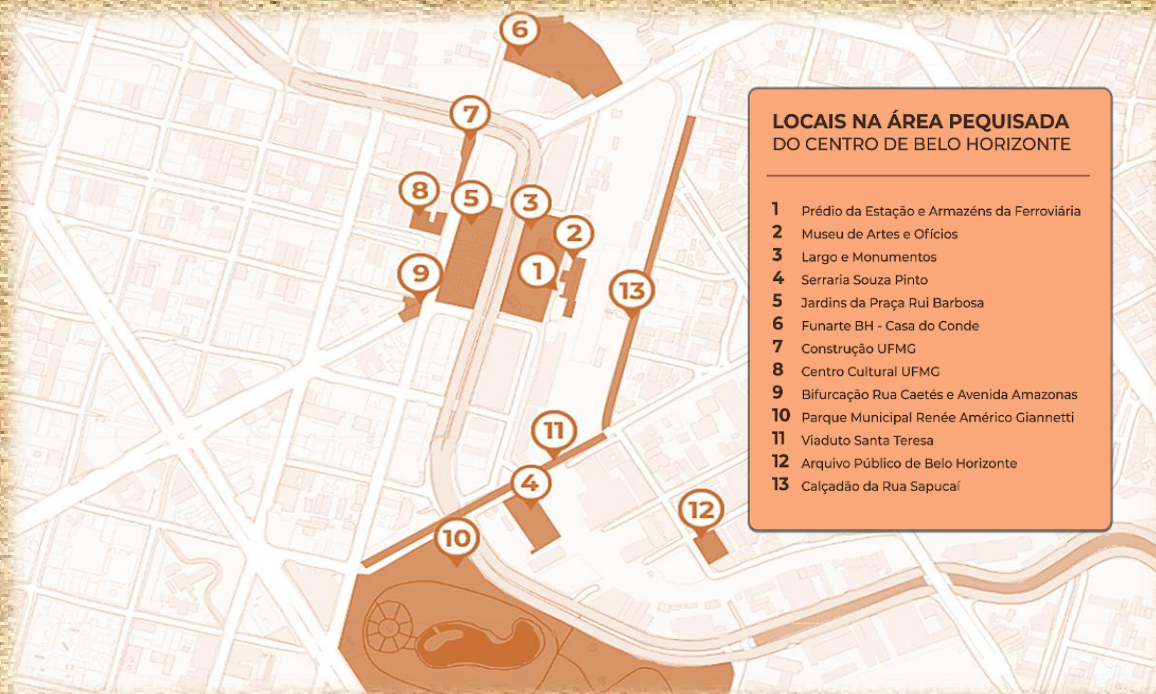 LOCAIS NA ÁREA PEQUISADA
DO CENTRO DE BELO HORIZONTE
1 Prédio da Estação e Armazéns da Ferroviária
2 Museu de Artes e Ofícios
3 Largo e Monumentos
4 Serraria Souza Pinto
5 Jardins da Praça Rui Barbosa
6 Funarte BH - Casa do Conde
7 Construção UFMG
8 Centro Cultural UFMG
9 Bifurcação Rua Caetés e Avenida Amazonas
10 Parque Municipal Renée Américo Giannetti
11 Viaduto Santa Teresa
12 Arquivo Público de Belo Horizonte
13 Calçadão da Rua Sapucaí
6
7
8
5
3
2
1
9
13
11
4
12
10